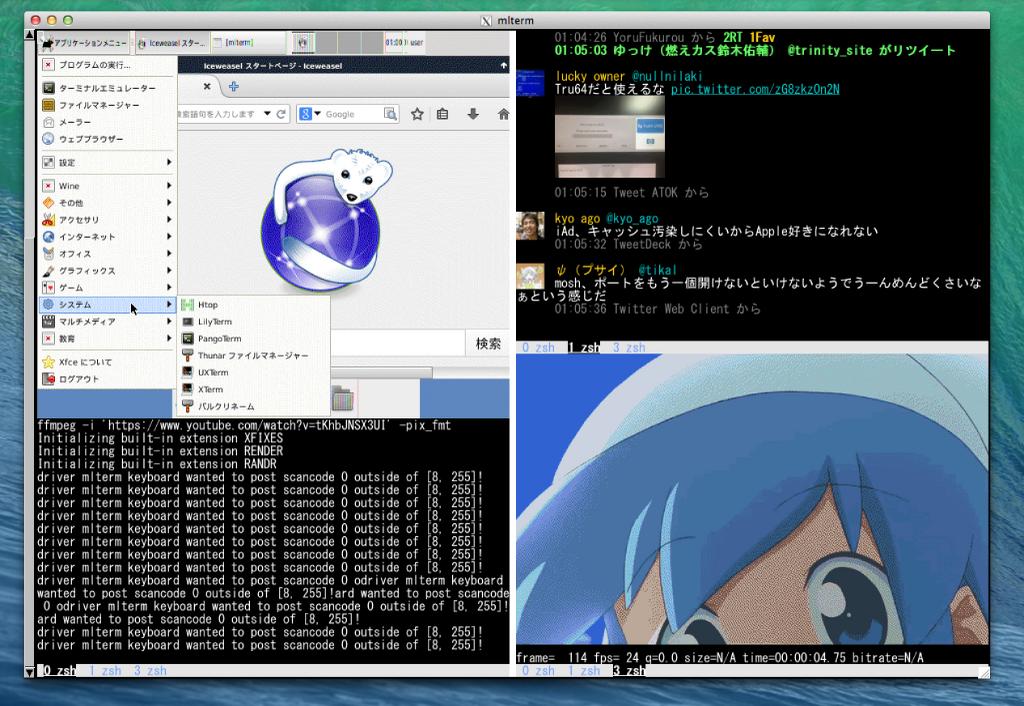 mlterm
アプリケーションメニュー
Iceweasel スター...
[mlterm]
01:00
user
プログラムの実行...
ターミナルエミュレーター
ファイルマネージャー
メーラー
ウェブブラウザー
設定
Wine
その他
アクセサリ
インターネット
オフィス
グラフィックス
ゲーム
システム
マルチメディア
教育
Xfce について
ログアウト
Iceweasel スタートページ - Iceweasel
索語句を入力します
Google
Htop
LilyTerm
PangoTerm
Thunar ファイルマネージャー
UXTerm
XTerm
バルクリネーム
検索
ffmpeg -i 'https://www.youtube.com/watch?v=tKhbJNSX3UI' -pix_fmt
Initializing built-in extension XFIXES
Initializing built-in extension RENDER
Initializing built-in extension RANDR
driver mlterm keyboard wanted to post scancode 0 outside of [8, 255]!
driver mlterm keyboard wanted to post scancode 0 outside of [8, 255]!
driver mlterm keyboard wanted to post scancode 0 outside of [8, 255]!
driver mlterm keyboard wanted to post scancode 0 outside of [8, 255]!
driver mlterm keyboard wanted to post scancode 0 outside of [8, 255]!
driver mlterm keyboard wanted to post scancode 0 outside of [8, 255]!
driver mlterm keyboard wanted to post scancode 0 outside of [8, 255]!
driver mlterm keyboard wanted to post scancode 0 outside of [8, 255]!
driver mlterm keyboard wanted to post scancode 0 odriver mlterm keyboard
wanted to post scancode 0 outside of [8, 255]!ard wanted to post scancode
0 odriver mlterm keyboard wanted to post scancode 0 outside of [8, 255]!
ard wanted to post scancode 0 outside of [8, 255]!
driver mlterm keyboard wanted to post scancode 0 outside of [8, 255]!
driver mlterm keyboard wanted to post scancode 0 outside of [8, 255]!
0 zsh 1 zsh 3 zsh
01:04:26 YoruFukurou から 2RT 1Fav
01:05:03 ゆっけ（燃えカス鈴木佑輔） @trinity_site がリツイート
lucky owner @nullnilaki
Tru64だと使えるな pic.twitter.com/zG8zkzOn2N
01:05:15 Tweet ATOK から
kyo ago @kyo_ago
iAd、キャッシュ汚染しにくいからApple好きになれない
01:05:32 TweetDeck から
ψ（プサイ） @tikal
mosh、ポートをもう一個開けないといけないようでうーんめんどくさいな
ぁという感じだ
01:05:36 Twitter Web Client から
0 zsh 1 zsh 3 zsh
frame= 114 fps= 24 q=0.0 size=N/A time=00:00:04.75 bitrate=N/A
0 zsh 1 zsh 3 zsh